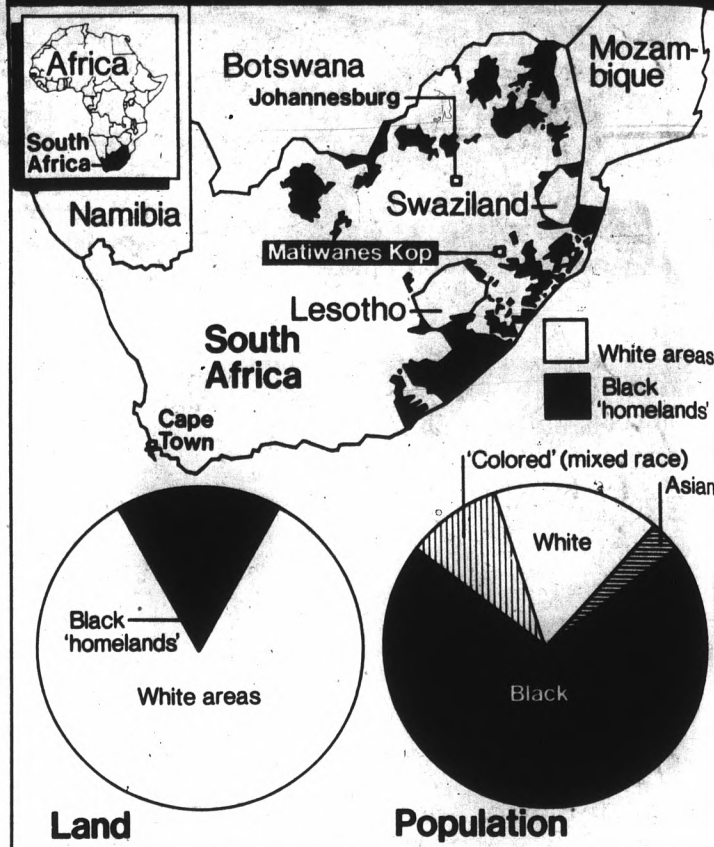 Africa
South
Africa
Botswana
Johannesburg
Mozam-
bique
Namibia
Swaziland
Matiwanes Kop
Lesotho
South
Africa
Cape
Town
White areas
Black
'homelands'
'Colored' (mixed race)
Asian
White
Black
'homelands'
White areas
Black
Land
Population